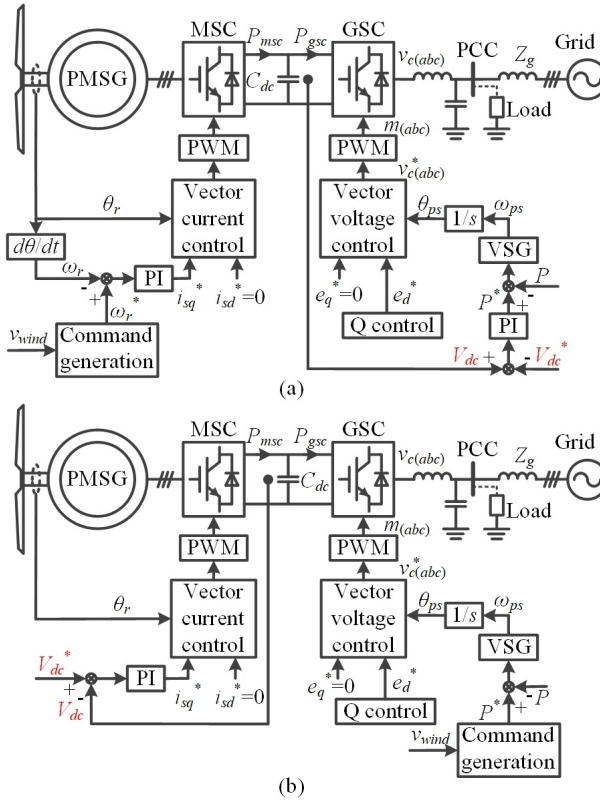 MSC P_msc P_gsc GSC
v_c(abc) PCC Z_g Grid
PMSG
C_dc
Load
PWM PWM m_(abc)
v_c(abc)^*
θ_r Vector current control
Vector voltage control θ_ps 1/s ω_ps
dθ/dt
VSG
ω_r - + PI i_sq^* i_sd^*=0
e_q^*=0 e_d^* P^* + - P
ω_r^*
PI
v_wind Command generation
Q control
V_dc + - V_dc^*
(a)
MSC P_msc P_gsc GSC
v_c(abc) PCC Z_g Grid
PMSG
C_dc
Load
PWM PWM m_(abc)
v_c(abc)^*
θ_r Vector current control
Vector voltage control θ_ps 1/s ω_ps
VSG
V_dc^* + - PI i_sq^* i_sd^*=0
e_q^*=0 e_d^* P^* + - P
V_dc
Q control
v_wind Command generation
(b)